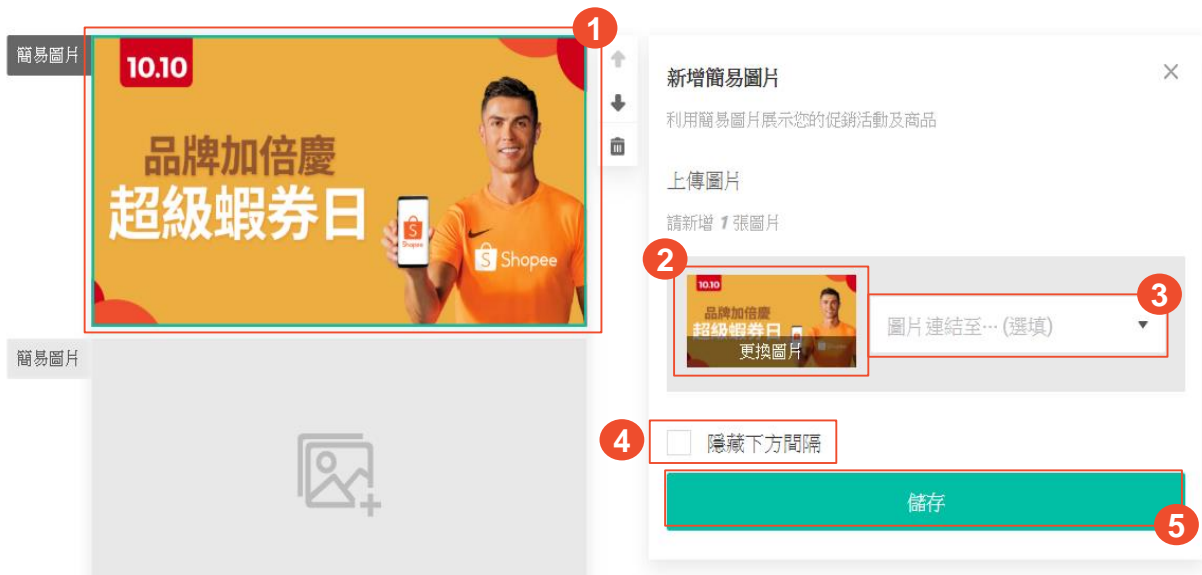 簡易圖片
1
10.10
品牌加倍慶
超級蝦券日
S
Shopee
S Shopee
新增簡易圖片
利用簡易圖片展示您的促銷活動及商品
上傳圖片
請新增 1 張圖片
2
10.10
品牌加倍慶
超級蝦券日
更換圖片
圖片連結至… (選填)
3
簡易圖片
4
隱藏下方間隔
儲存
5